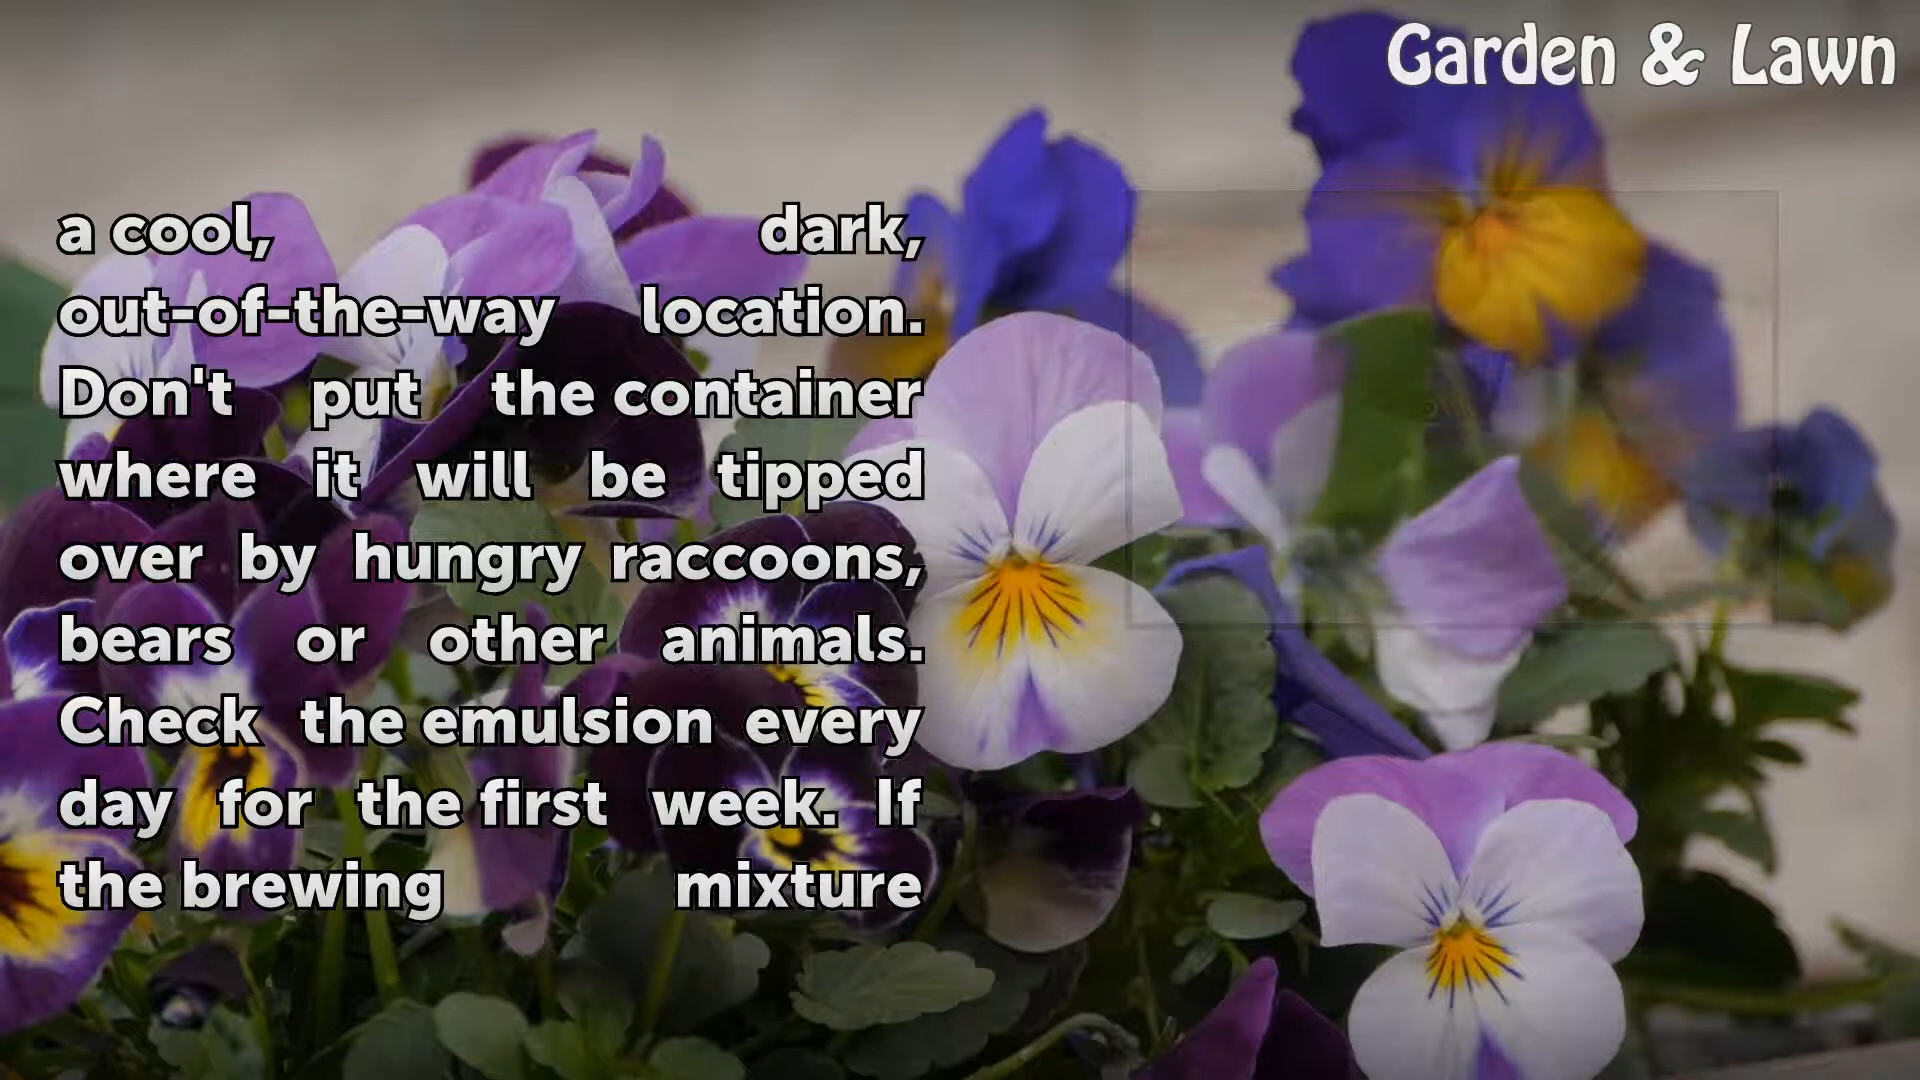 Garden & Lawn
a cool, dark,
out-of-the-way location.
Don't put the container
where it will be tipped
over by hungry raccoons,
bears or other animals.
Check the emulsion every
day for the first week. If
the brewing mixture